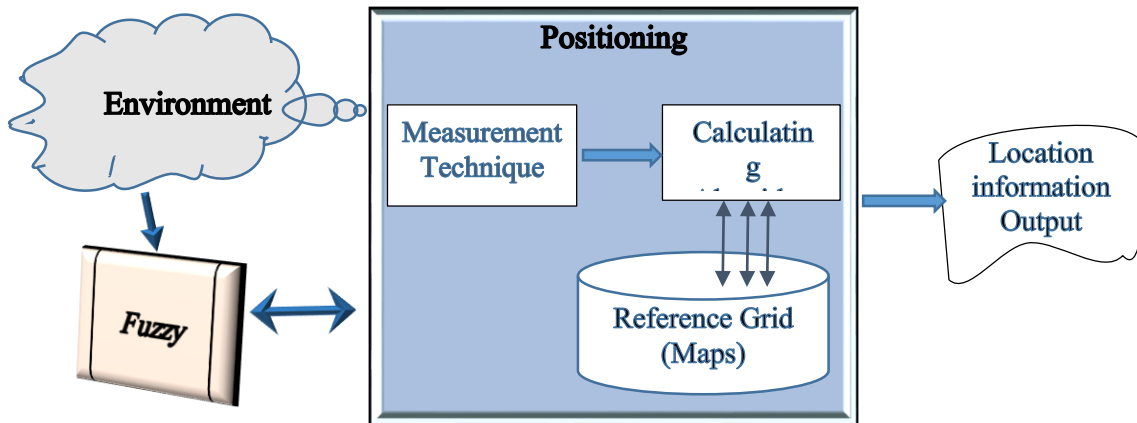 Positioning
Environment
Measurement
Technique
Calculatin
g
Location
information
Output
Fuzzy
Reference Grid
(Maps)